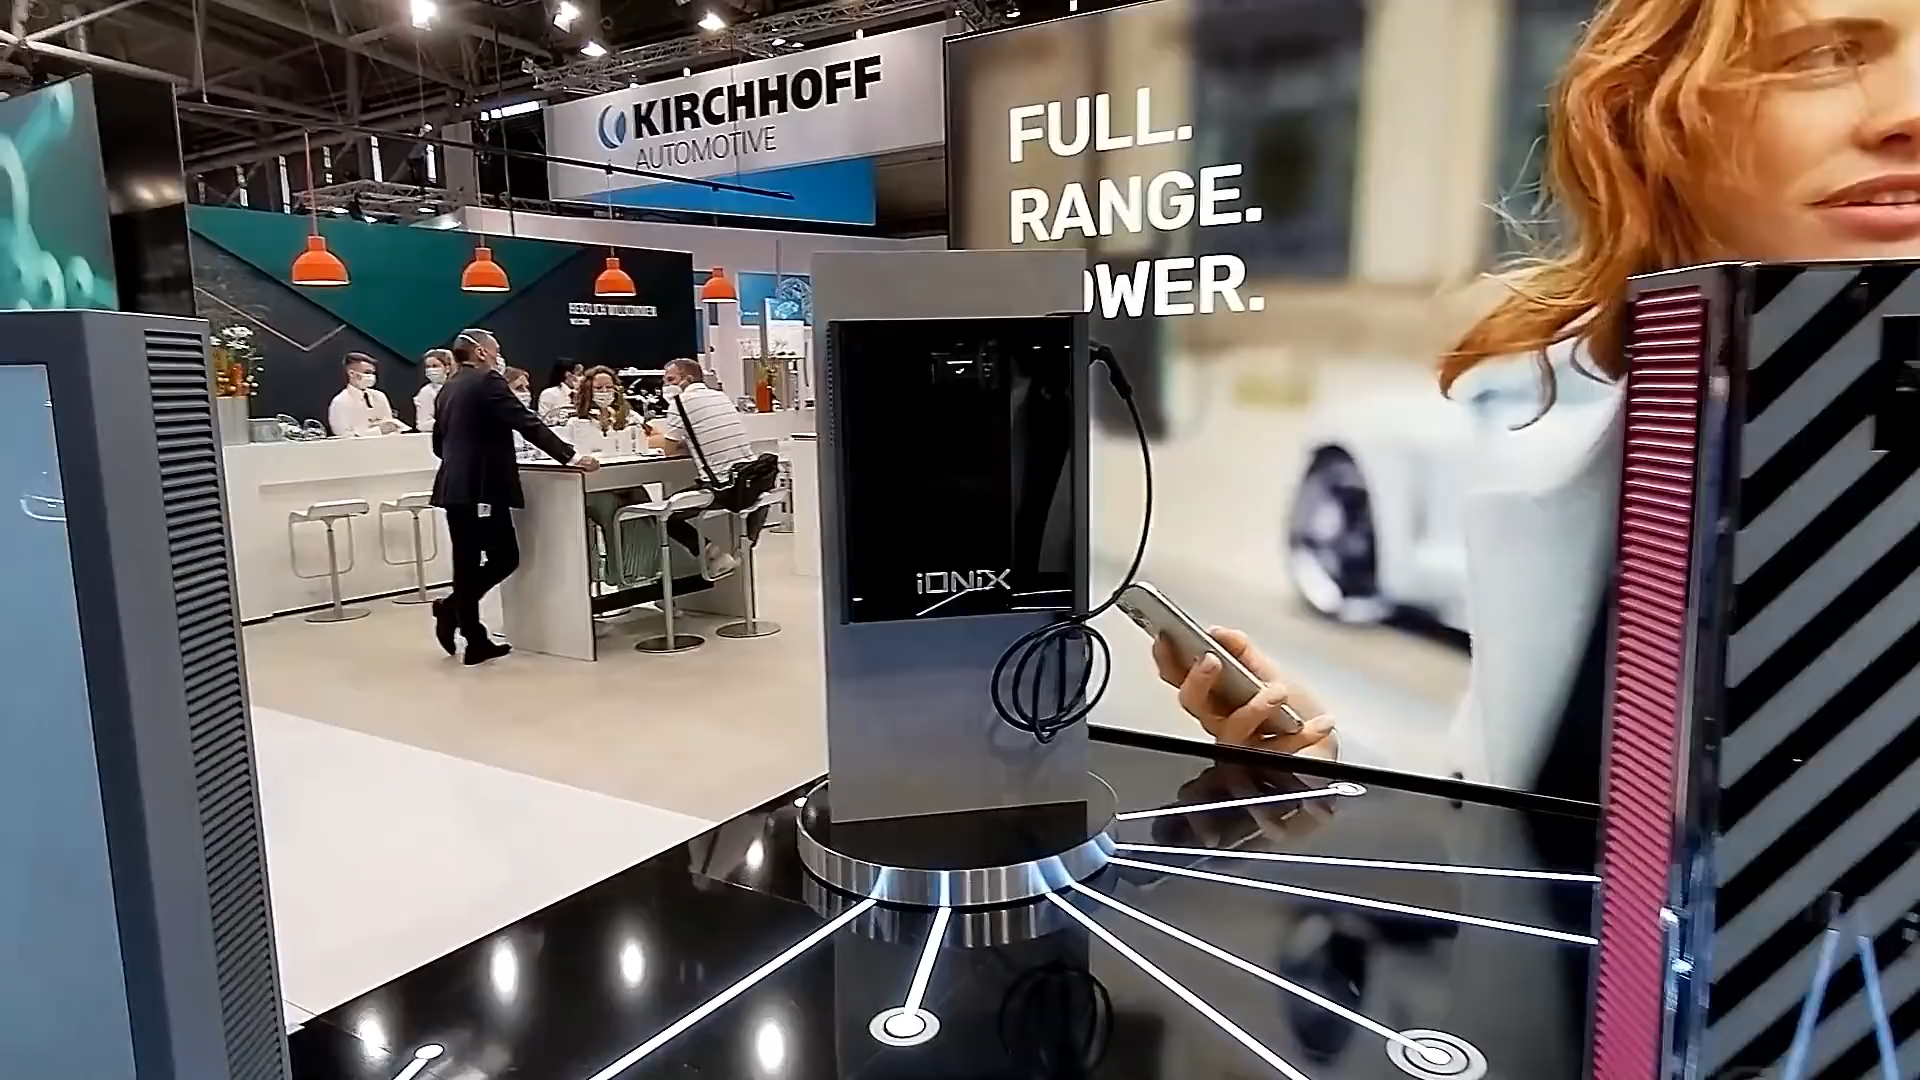 KIRCHHOFF
AUTOMOTIVE
FULL.
RANGE.
OWER.
HERZLICH WILLKOMMEN
iONiX